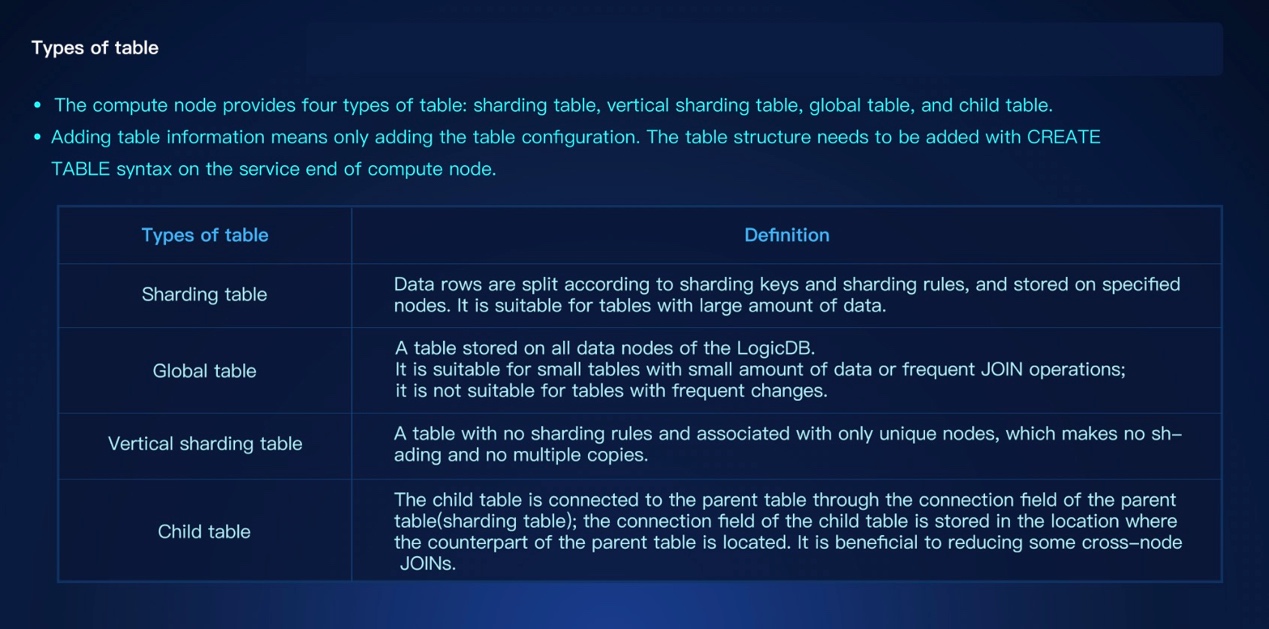 Types of table
• The compute node provides four types of table: sharding table, vertical sharding table, global table, and child table.
• Adding table information means only adding the table configuration. The table structure needs to be added with CREATE
TABLE syntax on the service end of compute node.
Types of table
Definition
Sharding table
Data rows are split according to sharding keys and sharding rules, and stored on specified
nodes. It is suitable for tables with large amount of data.
Global table
A table stored on all data nodes of the LogicDB.
It is suitable for small tables with small amount of data or frequent JOIN operations;
it is not suitable for tables with frequent changes.
Vertical sharding table
A table with no sharding rules and associated with only unique nodes, which makes no sh–
ading and no multiple copies.
Child table
The child table is connected to the parent table through the connection field of the parent
table(sharding table); the connection field of the child table is stored in the location where
the counterpart of the parent table is located. It is beneficial to reducing some cross–node
JOINs.